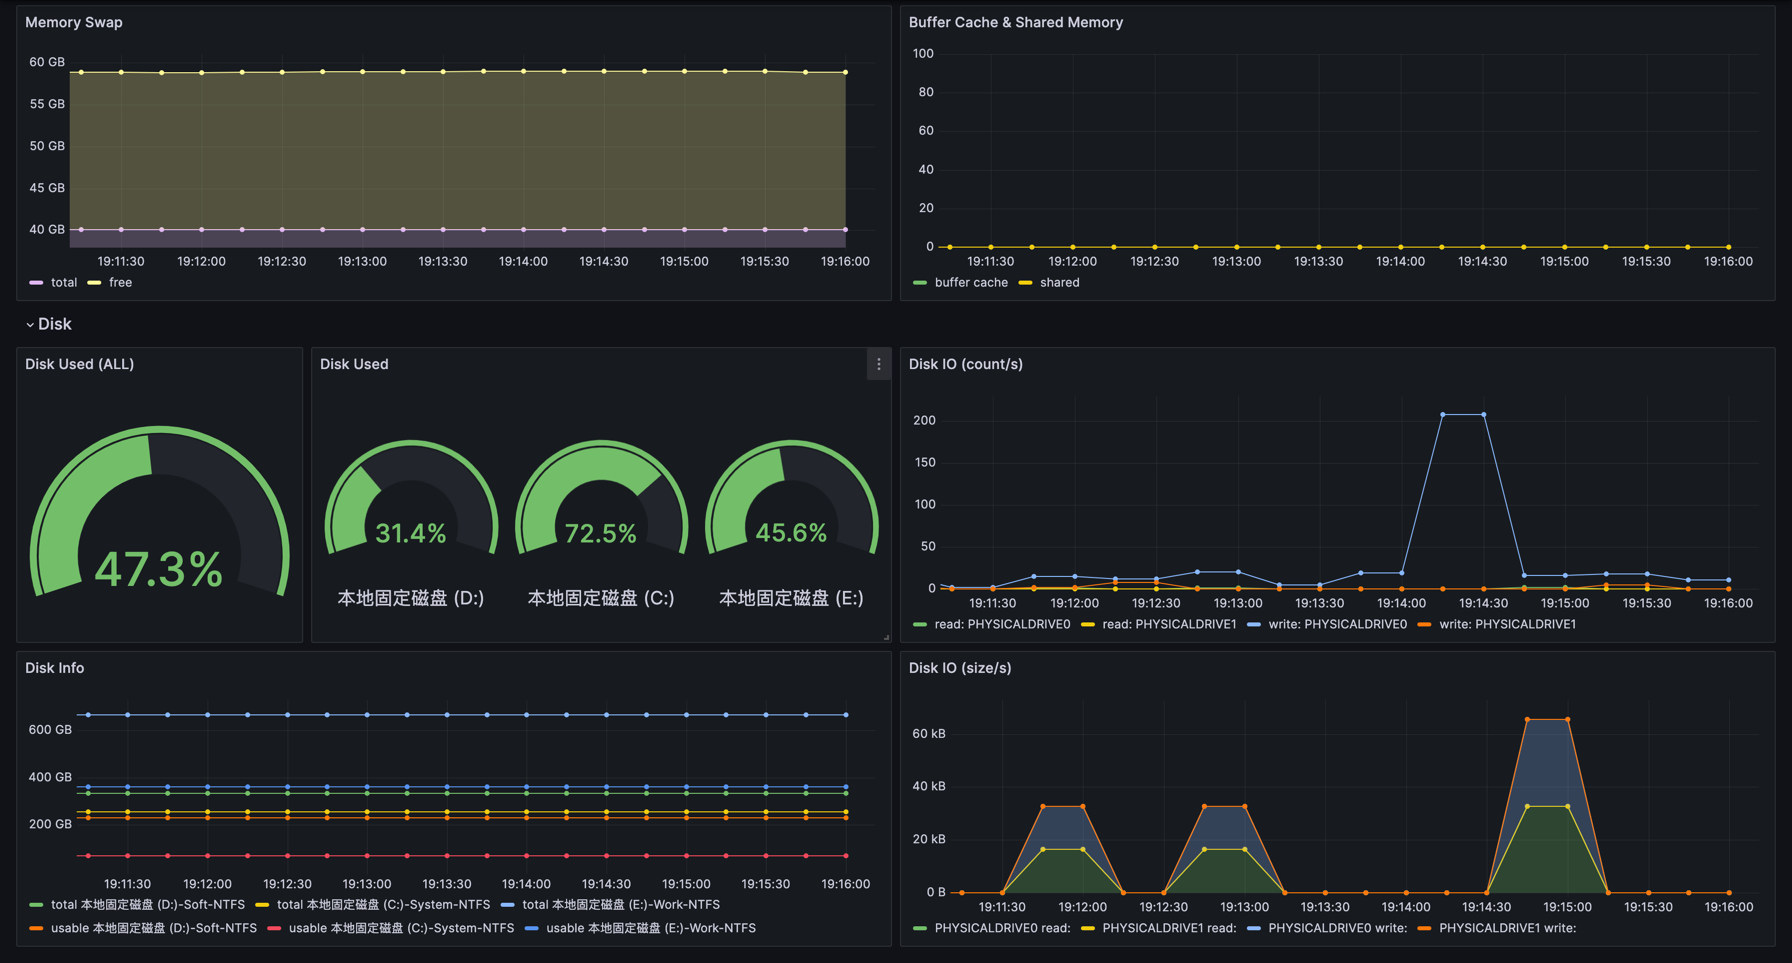 Memory Swap
60 GB
55 GB
50 GB
45 GB
40 GB
19:11:30 19:12:00 19:12:30 19:13:00 19:13:30 19:14:00 19:14:30 19:15:00 19:15:30 19:16:00
total free
Buffer Cache & Shared Memory
100
80
60
40
20
0
19:11:30 19:12:00 19:12:30 19:13:00 19:13:30 19:14:00 19:14:30 19:15:00 19:15:30 19:16:00
buffer cache shared
Disk
Disk Used (ALL)
47.3%
Disk Used
31.4% 72.5% 45.6%
本地固定磁盘 (D:) 本地固定磁盘 (C:) 本地固定磁盘 (E:)
Disk IO (count/s)
200
150
100
50
0
19:11:30 19:12:00 19:12:30 19:13:00 19:13:30 19:14:00 19:14:30 19:15:00 19:15:30 19:16:00
read: PHYSICALDRIVE0 read: PHYSICALDRIVE1 write: PHYSICALDRIVE0 write: PHYSICALDRIVE1
Disk Info
600 GB
400 GB
200 GB
19:11:30 19:12:00 19:12:30 19:13:00 19:13:30 19:14:00 19:14:30 19:15:00 19:15:30 19:16:00
total 本地固定磁盘 (D:)-Soft-NTFS total 本地固定磁盘 (C:)-System-NTFS total 本地固定磁盘 (E:)-Work-NTFS
usable 本地固定磁盘 (D:)-Soft-NTFS usable 本地固定磁盘 (C:)-System-NTFS usable 本地固定磁盘 (E:)-Work-NTFS
Disk IO (size/s)
60 kB
40 kB
20 kB
0 B
19:11:30 19:12:00 19:12:30 19:13:00 19:13:30 19:14:00 19:14:30 19:15:00 19:15:30 19:16:00
PHYSICALDRIVE0 read: PHYSICALDRIVE1 read: PHYSICALDRIVE0 write: PHYSICALDRIVE1 write: